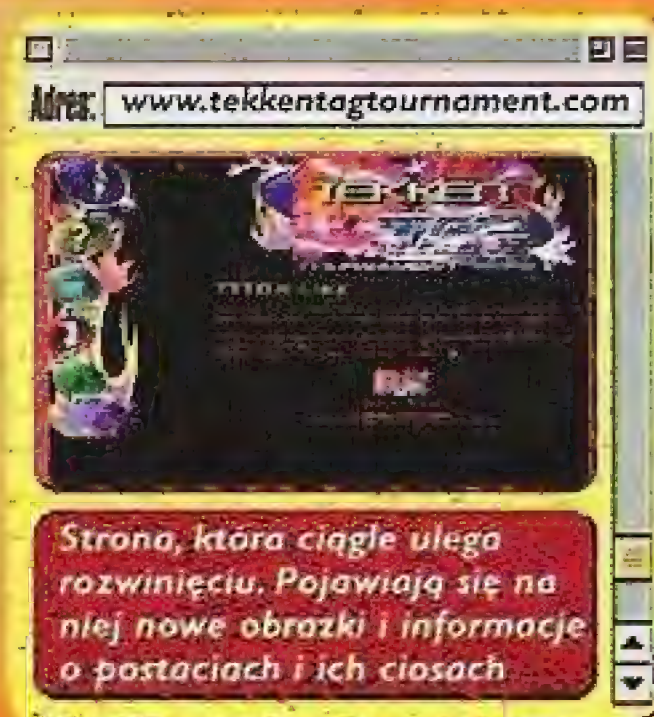 Adres: www.tekkentagtournament.com
TEKKEN
Strona, która ciągle ulega
rozwinięciu. Pojawiają się na
niej nowe obrazki i informacje
o postaciach i ich ciosach